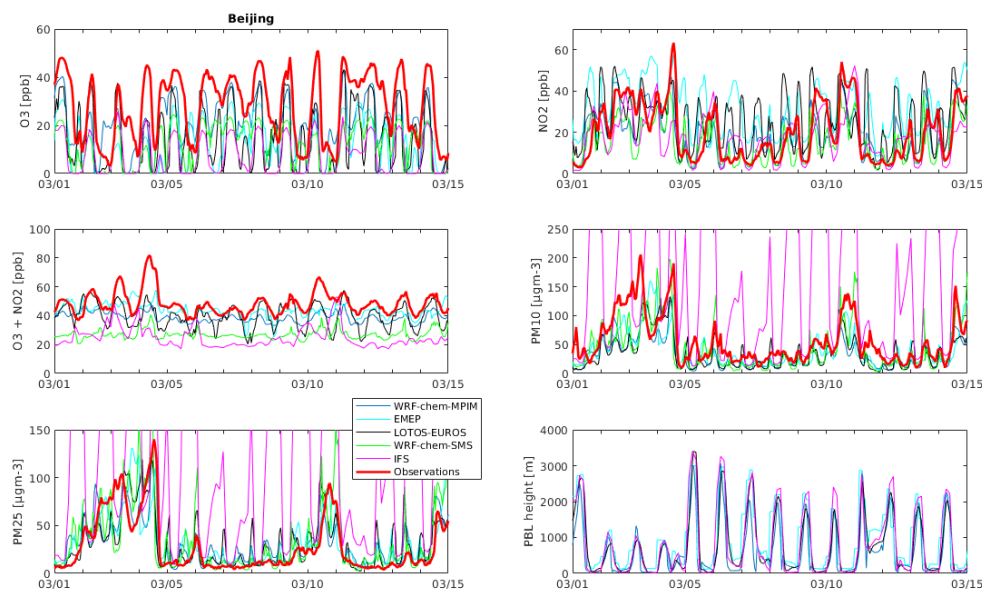 Beijing
O3 [ppb]
60
40
20
0
03/01 03/05 03/10 03/15
NO2 [ppb]
60
40
20
0
03/01 03/05 03/10 03/15
O3 + NO2 [ppb]
100
80
60
40
20
0
03/01 03/05 03/10 03/15
PM10 [µgm-3]
250
200
150
100
50
0
03/01 03/05 03/10 03/15
WRF-chem-MPIM
EMEP
LOTOS-EUROS
WRF-chem-SMS
IFS
Observations
PM25 [µgm-3]
150
100
50
0
03/01 03/05 03/10 03/15
PBL height [m]
4000
3000
2000
1000
0
03/01 03/05 03/10 03/15